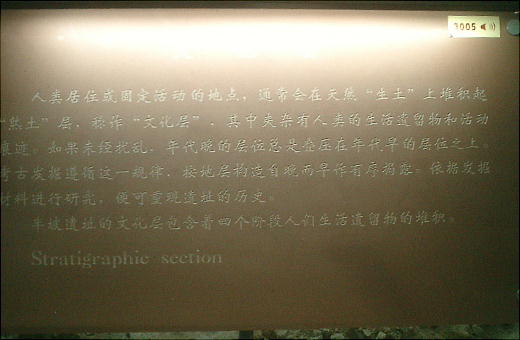 3005
人类居住或固定活动的地点，通常会在天然“生土”上堆积起
“熟土”层，称作“文化层”，其中夹杂有人类的生活遗留物和活动
痕迹。如果未经扰乱，年代晚的层位总是叠压在年代早的层位之上。
考古发掘遵循这一规律，按地层构造自晚而早作有序揭露。依据发掘
材料进行研究，便可重现遗址的历史。
半坡遗址的文化层包含着四个阶段人们生活遗留物的堆积。
Stratigraphic section